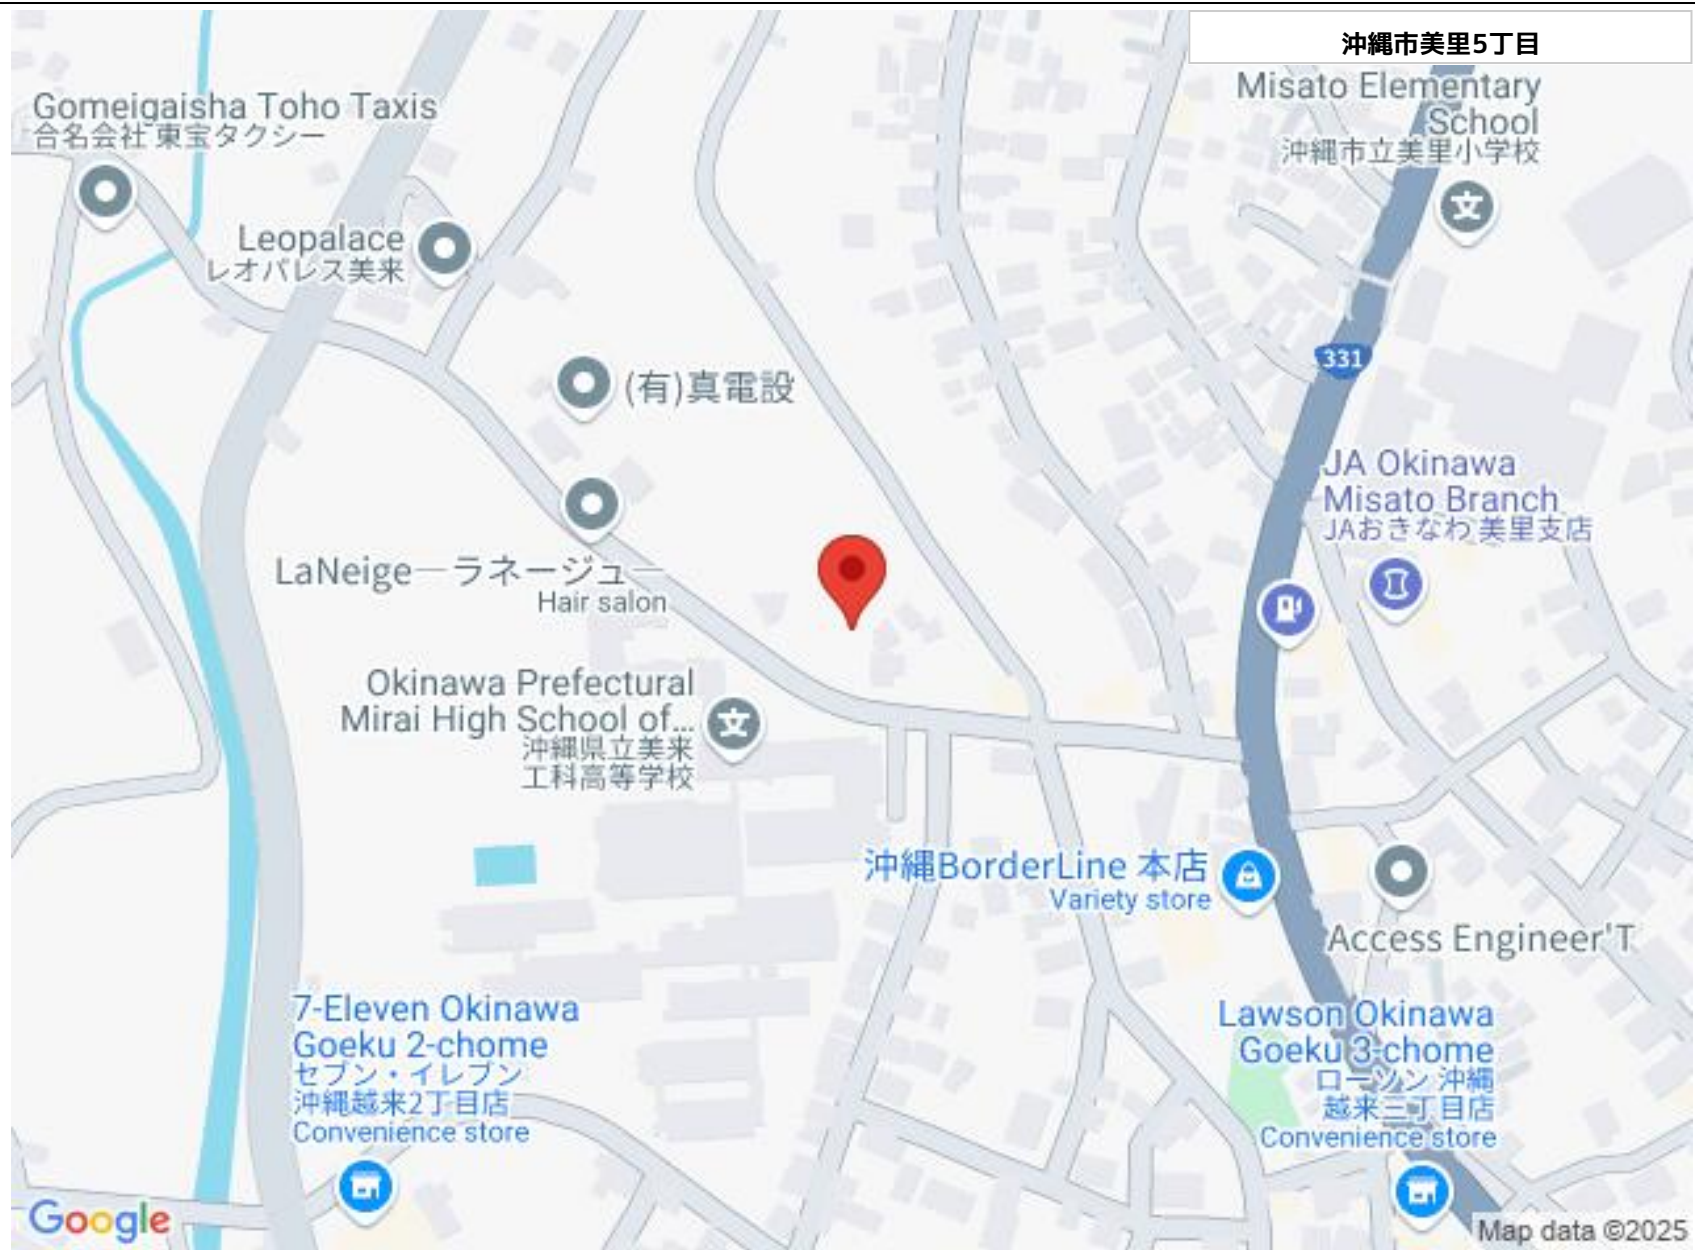 沖縄市美里5丁目
Misato Elementary
School
沖縄市立美里小学校
Gomeigaisha Toho Taxis
合名会社 東宝タクシー
Leopalace
レオパレス美来
331
(有)真電設
JA Okinawa
Misato Branch
JAおきなわ 美里支店
LaNeige―ラネージュ―
Hair salon
Okinawa Prefectural
Mirai High School of...
沖縄県立美来
工科高等学校
文
文
沖縄BorderLine 本店
Variety store
Access Engineer'T
7-Eleven Okinawa
Goeku 2-chome
セブン・イレブン
沖縄越来2丁目店
Convenience store
Lawson Okinawa
Goeku 3-chome
ローソン 沖縄
越来三丁目店
Convenience store
Google
Map data ©2025